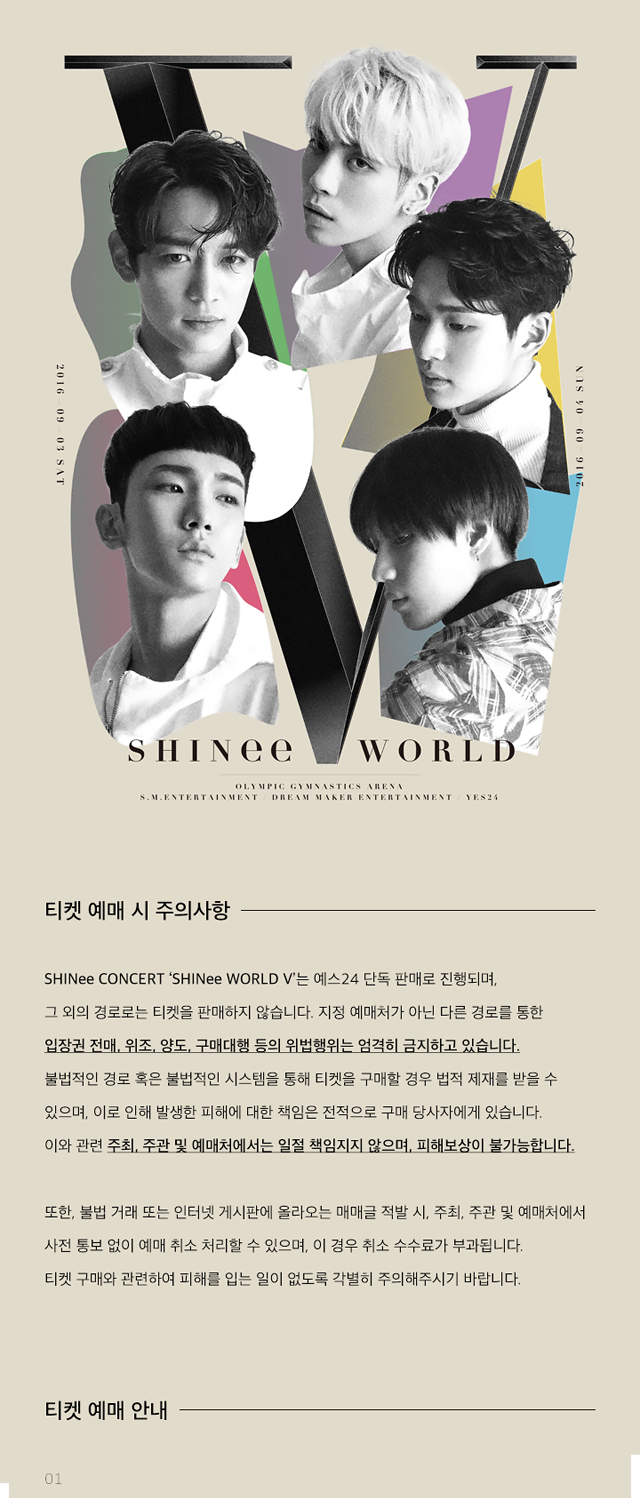 2016 09 03 SAT
2016 09 04 SUN
SHINee WORLD
OLYMPIC GYMNASTICS ARENA
S.M.ENTERTAINMENT / DREAM MAKER ENTERTAINMENT / YES24
티켓 예매 시 주의사항
SHINee CONCERT ‘SHINee WORLD V’는 예스24 단독 판매로 진행되며,
그 외의 경로로는 티켓을 판매하지 않습니다. 지정 예매처가 아닌 다른 경로를 통한
입장권 전매, 위조, 양도, 구매대행 등의 위법행위는 엄격히 금지하고 있습니다.
불법적인 경로 혹은 불법적인 시스템을 통해 티켓을 구매할 경우 법적 제재를 받을 수
있으며, 이로 인해 발생한 피해에 대한 책임은 전적으로 구매 당사자에게 있습니다.
이와 관련 주최, 주관 및 예매처에서는 일절 책임지지 않으며, 피해보상이 불가능합니다.
또한, 불법 거래 또는 인터넷 게시판에 올라오는 매매글 적발 시, 주최, 주관 및 예매처에서
사전 통보 없이 예매 취소 처리할 수 있으며, 이 경우 취소 수수료가 부과됩니다.
티켓 구매와 관련하여 피해를 입는 일이 없도록 각별히 주의해주시기 바랍니다.
티켓 예매 안내
01